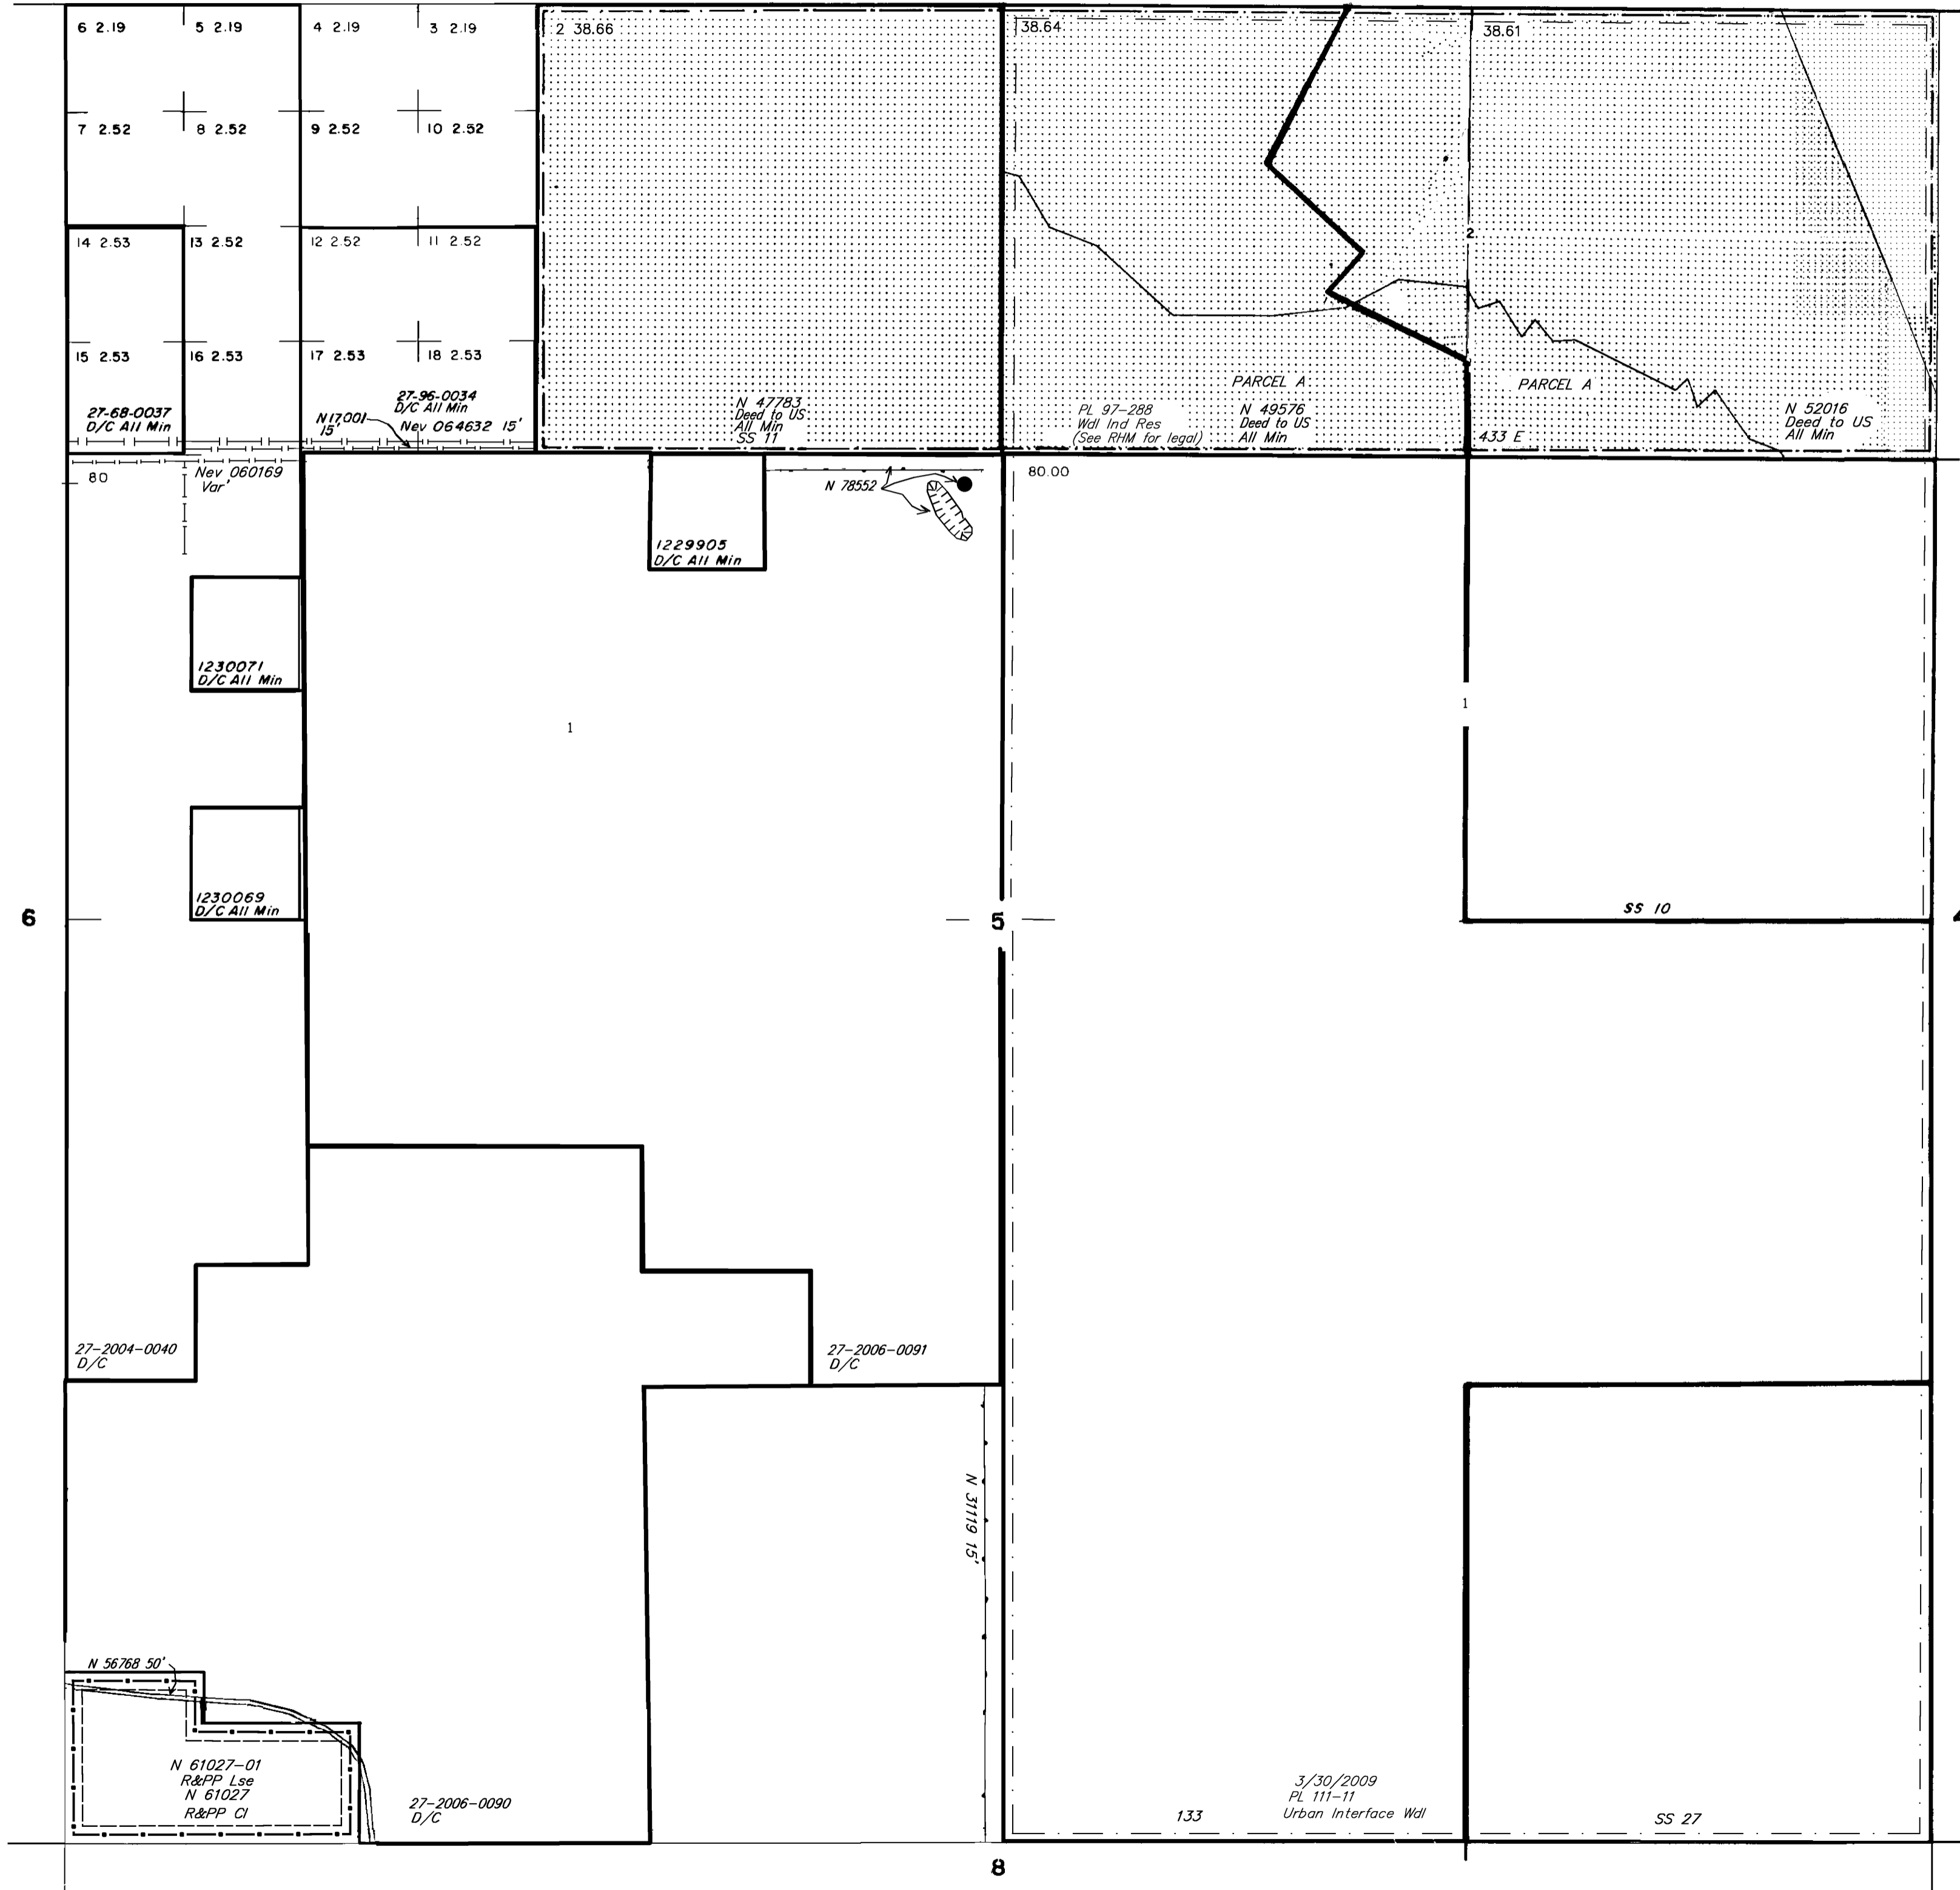 6 2.19
5 2.19
4 2.19
3 2.19
2 38.66
38.64
38.61
7 2.52
8 2.52
9 2.52
10 2.52
14 2.53
13 2.52
12 2.52
11 2.52
2
15 2.53
16 2.53
17 2.53
18 2.53
27-68-0037
D/C All Min
N 17001
15'
27-96-0034
D/C All Min
Nev 064632 15'
N 47783
Deed to US
All Min
SS 11
PL 97-288
Wdl Ind Res
(See RHM for legal)
PARCEL A
N 49576
Deed to US
All Min
PARCEL A
433 E
N 52016
Deed to US
All Min
80
Nev 060169
Var'
N 78552
80.00
1229905
D/C All Min
1230071
D/C All Min
1
1
1230069
D/C All Min
6
5
SS 10
27-2004-0040
D/C
27-2006-0091
D/C
N 31119 15'
N 56768 50'
N 61027-01
R&PP Lse
N 61027
R&PP Cl
27-2006-0090
D/C
133
3/30/2009
PL 111-11
Urban Interface Wdl
SS 27
8